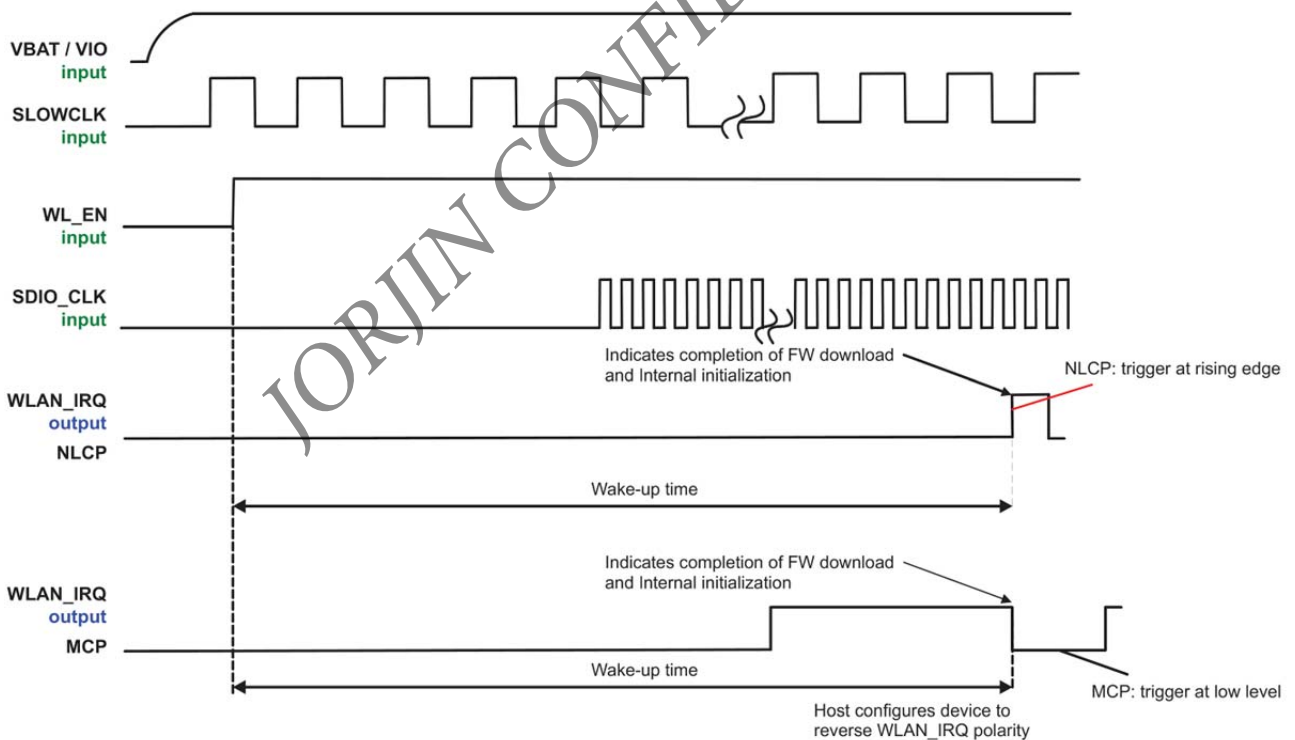 VBAT / VIO
input
SLOWCLK
input
WL_EN
input
SDIO_CLK
input
Indicates completion of FW download
and Internal initialization
NLCP: trigger at rising edge
WLAN_IRQ
output
NLCP
Wake-up time
Indicates completion of FW download
and Internal initialization
WLAN_IRQ
output
MCP
Wake-up time
MCP: trigger at low level
Host configures device to
reverse WLAN_IRQ polarity
JORJIN